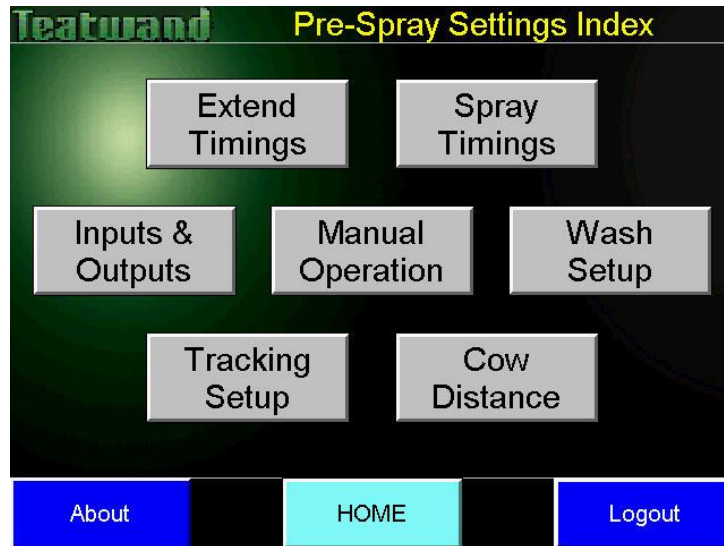 Teatwand
Pre-Spray Settings Index
Extend
Timings
Spray
Timings
Inputs &
Outputs
Manual
Operation
Wash
Setup
Tracking
Setup
Cow
Distance
About
HOME
Logout